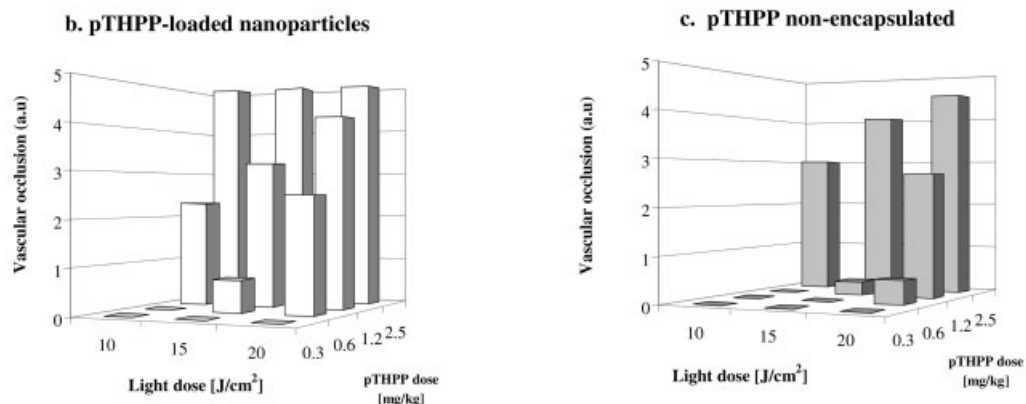 b. pTHPP-loaded nanoparticles
Vascular occlusion (a.u)
5
4
3
2
1
0
10
15
20
0.3
0.6
1.2
2.5
Light dose [J/cm²]
pTHPP dose
[mg/kg]
c. pTHPP non-encapsulated
Vascular occlusion (a.u)
5
4
3
2
1
0
10
15
20
0.3
0.6
1.2
2.5
Light dose [J/cm²]
pTHPP dose
[mg/kg]